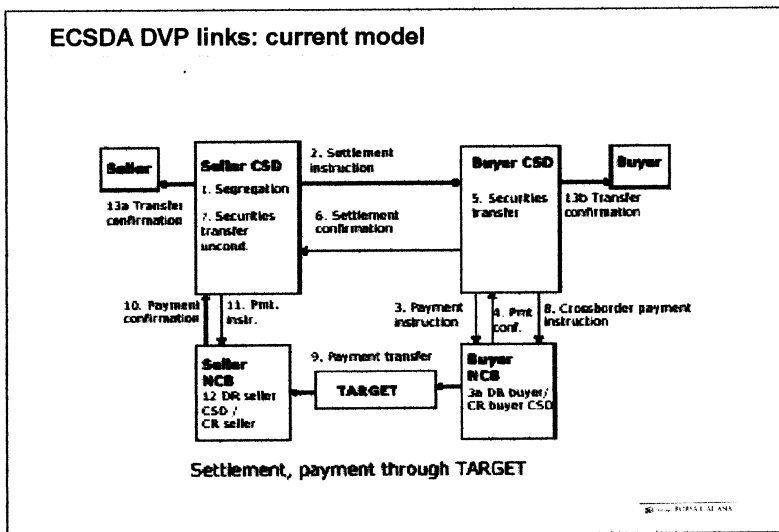 ECSDA DVP links: current model
Seller
Seller CSD
1. Segregation
7. Securities
transfer
uncond.
2. Settlement
instruction
6. Settlement
confirmation
Buyer CSD
5. Securities
transfer
Buyer
13a Transfer
confirmation
13b Transfer
confirmation
10. Payment
confirmation
11. Pmt.
instr.
3. Payment
instruction
4. Pmt
conf.
8. Crossborder payment
instruction
Seller
NCB
12 DR seller
CSD /
CR seller
9. Payment transfer
TARGET
Buyer
NCB
3a DR buyer/
CR buyer CSD
Settlement, payment through TARGET